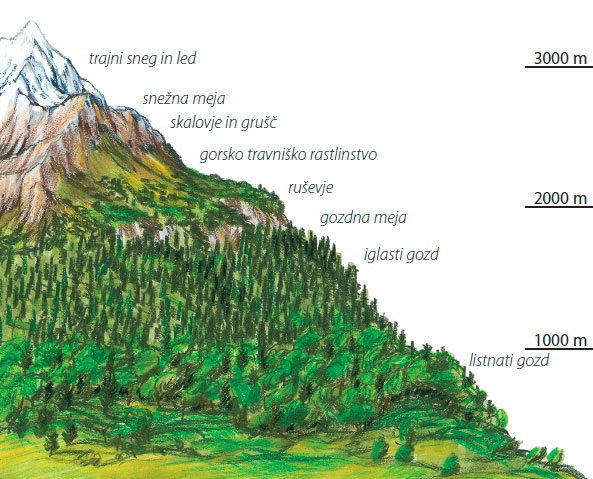 trajni sneg in led
3000 m
snežna meja
skalovje in grušč
gorsko travniško rastlinstvo
ruševje
2000 m
gozdna meja
iglasti gozd
1000 m
listnati gozd